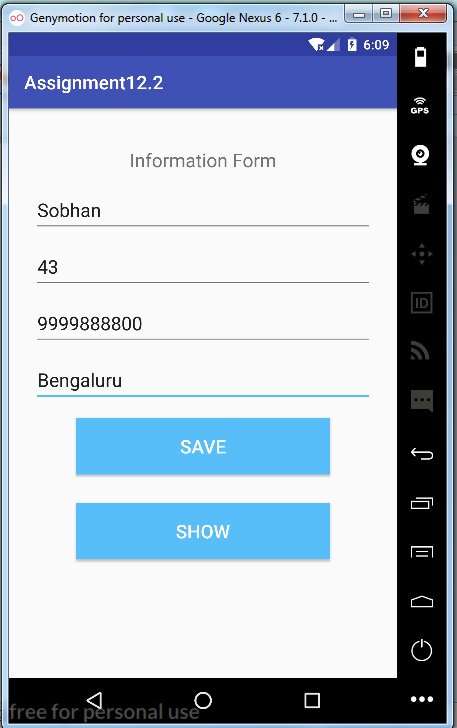 Genymotion for personal use - Google Nexus 6 - 7.1.0 - ...
6:09
Assignment12.2
GPS
Information Form
Sobhan
43
9999888800
ID
Bengaluru
SAVE
SHOW
free for personal use